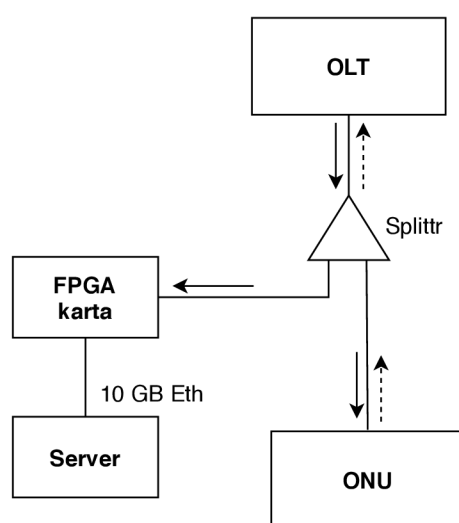 OLT
Splittr
FPGA
karta
10 GB Eth
Server
ONU